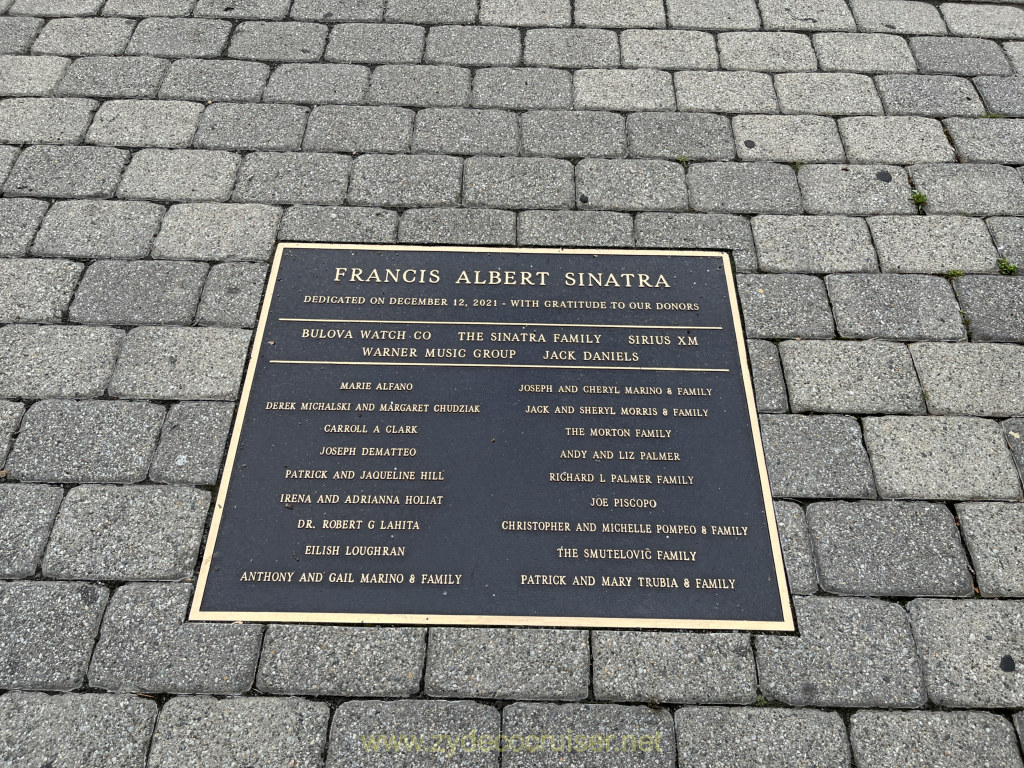 FRANCIS ALBERT SINATRA
DEDICATED ON DECEMBER 12, 2021 - WITH GRATITUDE TO OUR DONORS
BULOVA WATCH CO THE SINATRA FAMILY SIRIUS XM
WARNER MUSIC GROUP JACK DANIELS
MARIE ALFANO
DEREK MICHALSKI AND MARGARET CHUDZIAK
CARROLL A CLARK
JOSEPH DEMATTEO
PATRICK AND JAQUELINE HILL
IRENA AND ADRIANNA HOLIAT
DR. ROBERT G LAHITA
EILISH LOUGHRAN
ANTHONY AND GAIL MARINO & FAMILY
JOSEPH AND CHERYL MARINO & FAMILY
JACK AND SHERYL MORRIS & FAMILY
THE MORTON FAMILY
ANDY AND LIZ PALMER
RICHARD L PALMER FAMILY
JOE PISCOPO
CHRISTOPHER AND MICHELLE POMPEO & FAMILY
THE SMUTELOVIC FAMILY
PATRICK AND MARY TRUBIA & FAMILY
www.zydecocruiser.net